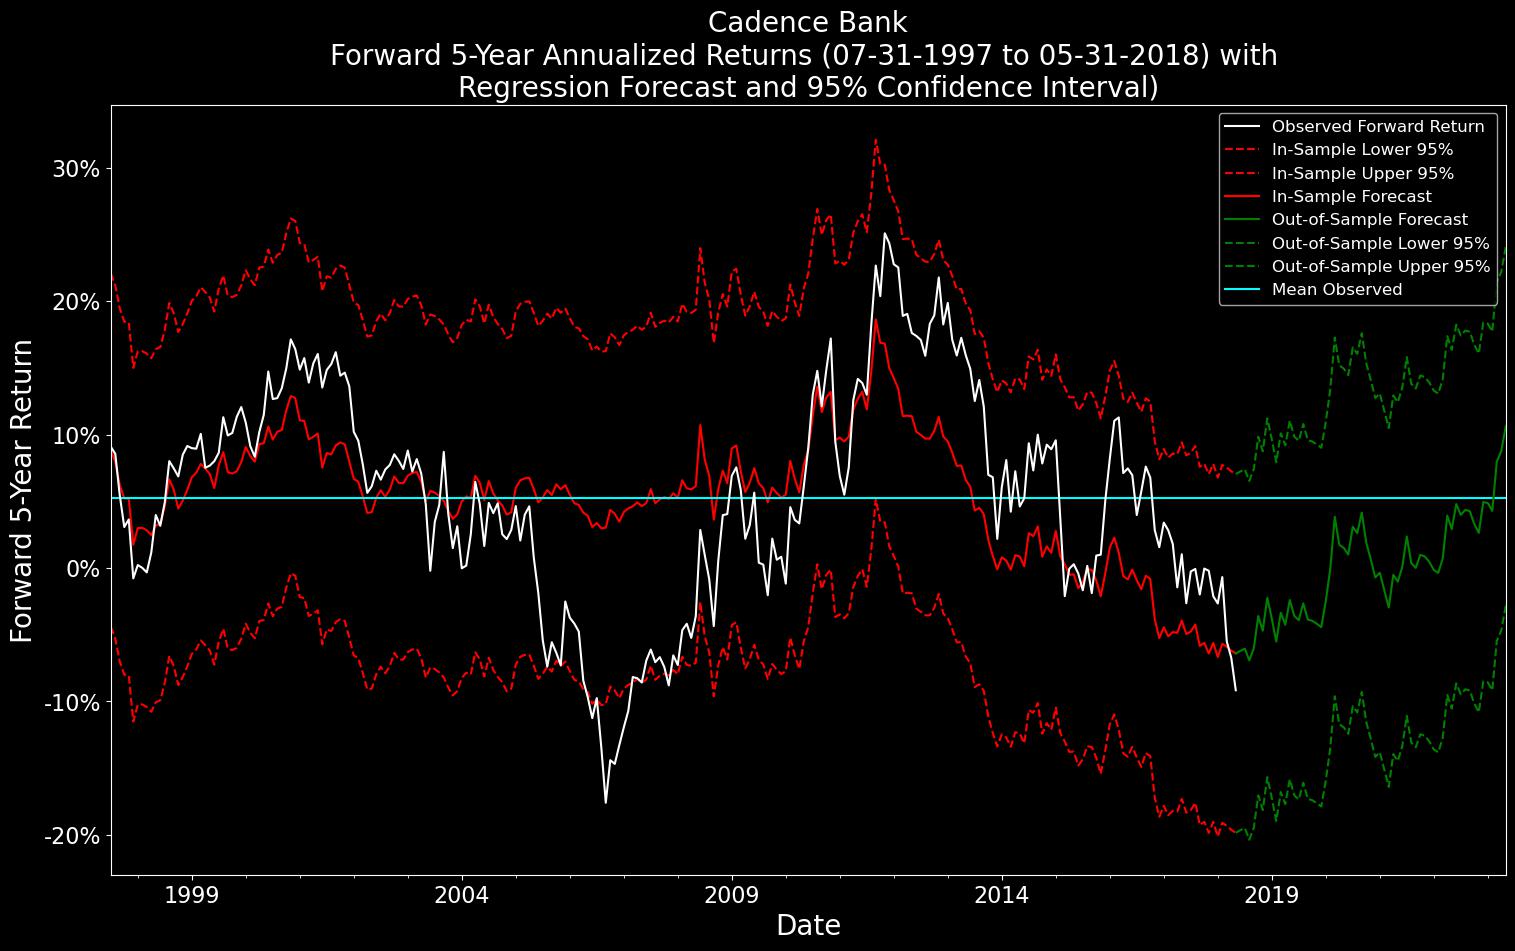 Cadence Bank
Forward 5-Year Annualized Returns (07-31-1997 to 05-31-2018) with
Regression Forecast and 95% Confidence Interval)
Observed Forward Return
In-Sample Lower 95%
In-Sample Upper 95%
In-Sample Forecast
Out-of-Sample Forecast
Out-of-Sample Lower 95%
Out-of-Sample Upper 95%
Mean Observed
Forward 5-Year Return
30%
20%
10%
0%
-10%
-20%
1999 2004 2009 2014 2019
Date